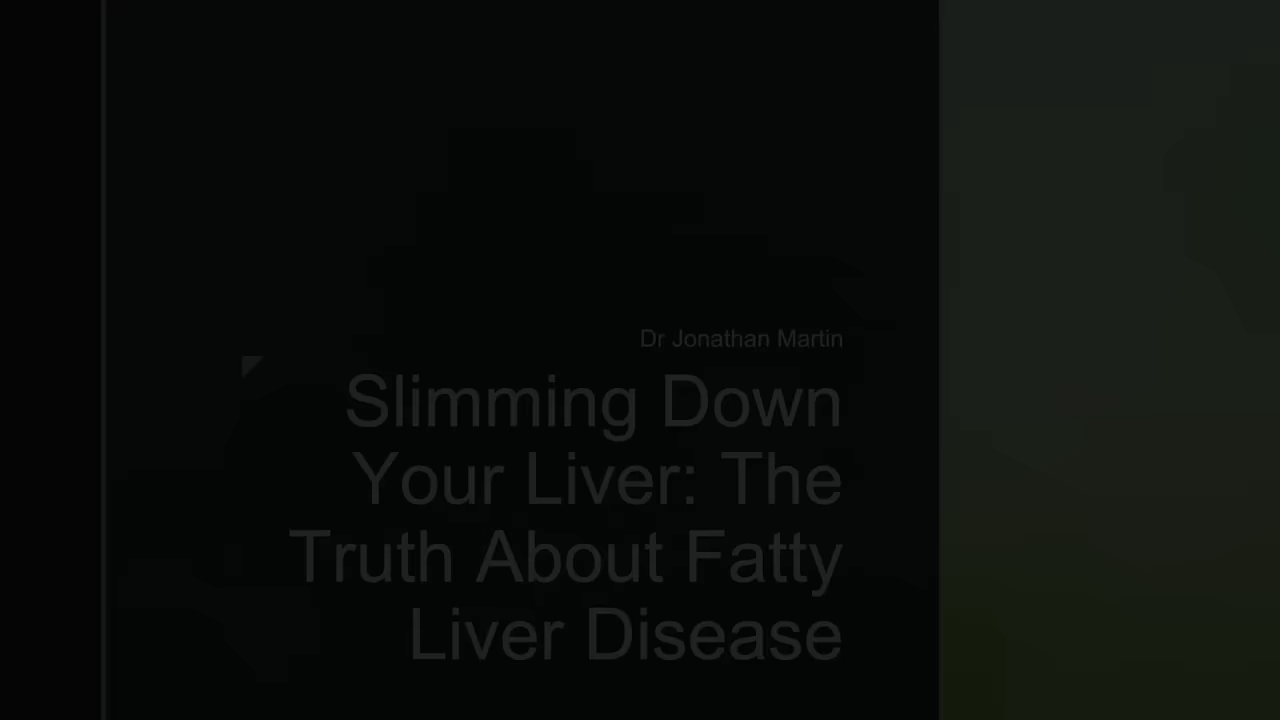 Dr Jonathan Martin
Slimming Down
Your Liver: The
Truth About Fatty
Liver Disease